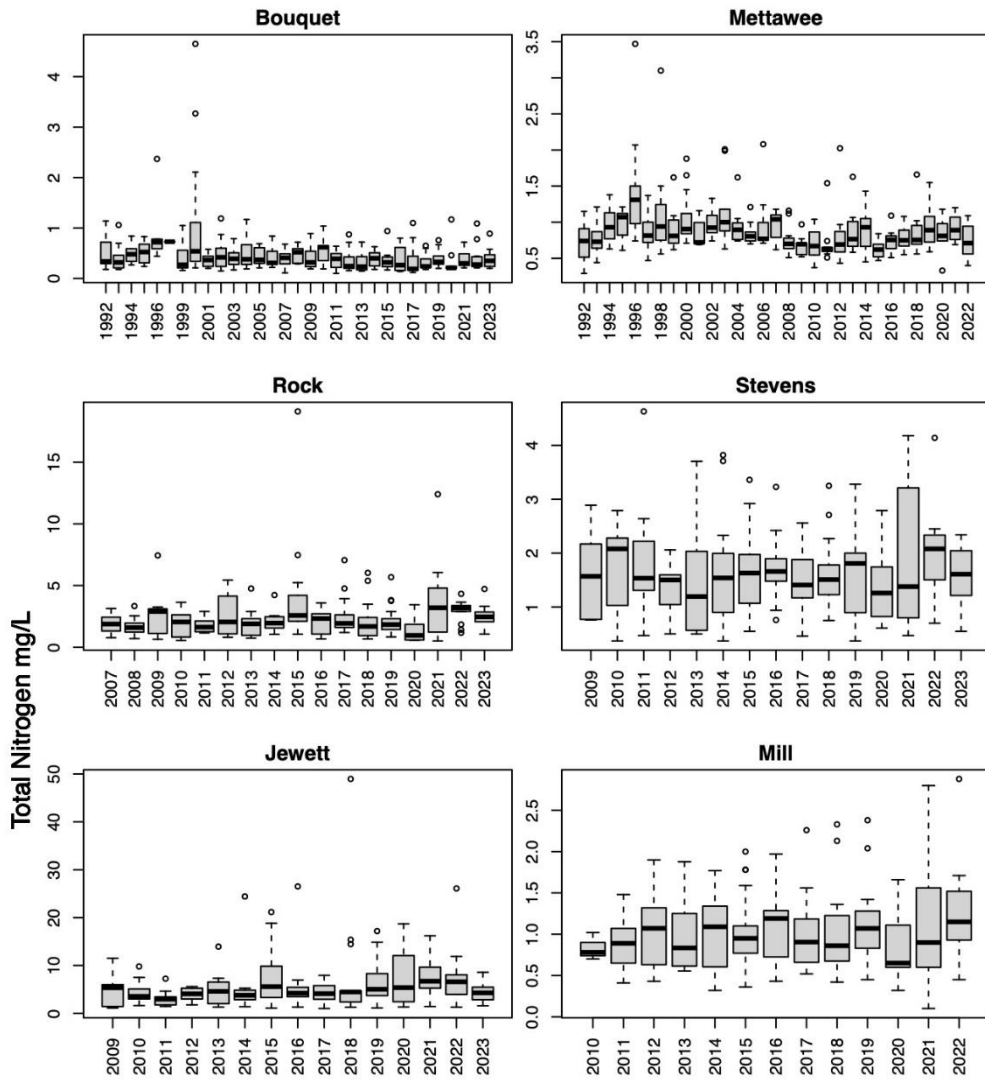 Bouquet
Mettawee
4
3
2
1
0
3.5
2.5
1.5
0.5
1992 1994 1996 1999 2001 2003 2005 2007 2009 2011 2013 2015 2017 2019 2021 2023
1992 1994 1996 1998 2000 2002 2004 2006 2008 2010 2012 2014 2016 2018 2020 2022
Rock
Stevens
15
10
5
0
4
3
2
1
2007 2008 2009 2010 2011 2012 2013 2014 2015 2016 2017 2018 2019 2020 2021 2022 2023
2009 2010 2011 2012 2013 2014 2015 2016 2017 2018 2019 2020 2021 2022 2023
Total Nitrogen mg/L
Jewett
Mill
50
40
30
20
10
0
2.5
2.0
1.5
1.0
0.5
0.0
2009 2010 2011 2012 2013 2014 2015 2016 2017 2018 2019 2020 2021 2022 2023
2010 2011 2012 2013 2014 2015 2016 2017 2018 2019 2020 2021 2022